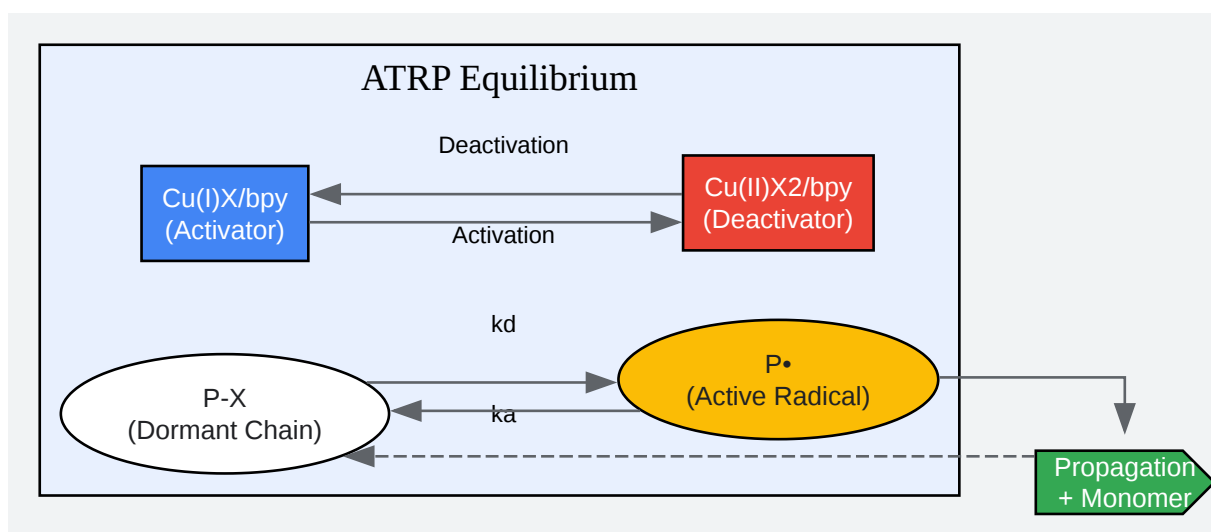 ATRP Equilibrium
Deactivation
Cu(I)X/bpy
(Activator)
Cu(II)X2/bpy
(Deactivator)
Activation
kd
P-X
(Dormant Chain)
P•
(Active Radical)
ka
Propagation
+ Monomer